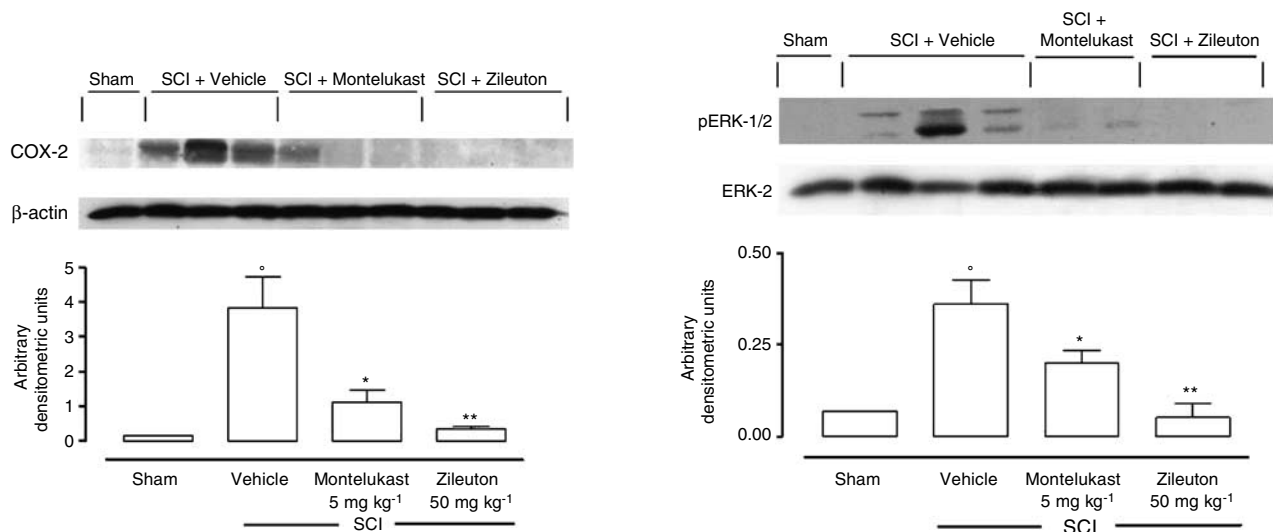 Sham SCI + Vehicle SCI + Montelukast SCI + Zileuton
COX-2
β-actin
5
4
3
2
1
0
Arbitrary
densitometric units
°
*
**
Sham Vehicle Montelukast Zileuton
5 mg kg⁻¹ 50 mg kg⁻¹
SCI
SCI +
Sham SCI + Vehicle Montelukast SCI + Zileuton
pERK-1/2
ERK-2
0.50
0.25
0.00
Arbitrary
densitometric units
°
*
**
Sham Vehicle Montelukast Zileuton
5 mg kg⁻¹ 50 mg kg⁻¹
SCI